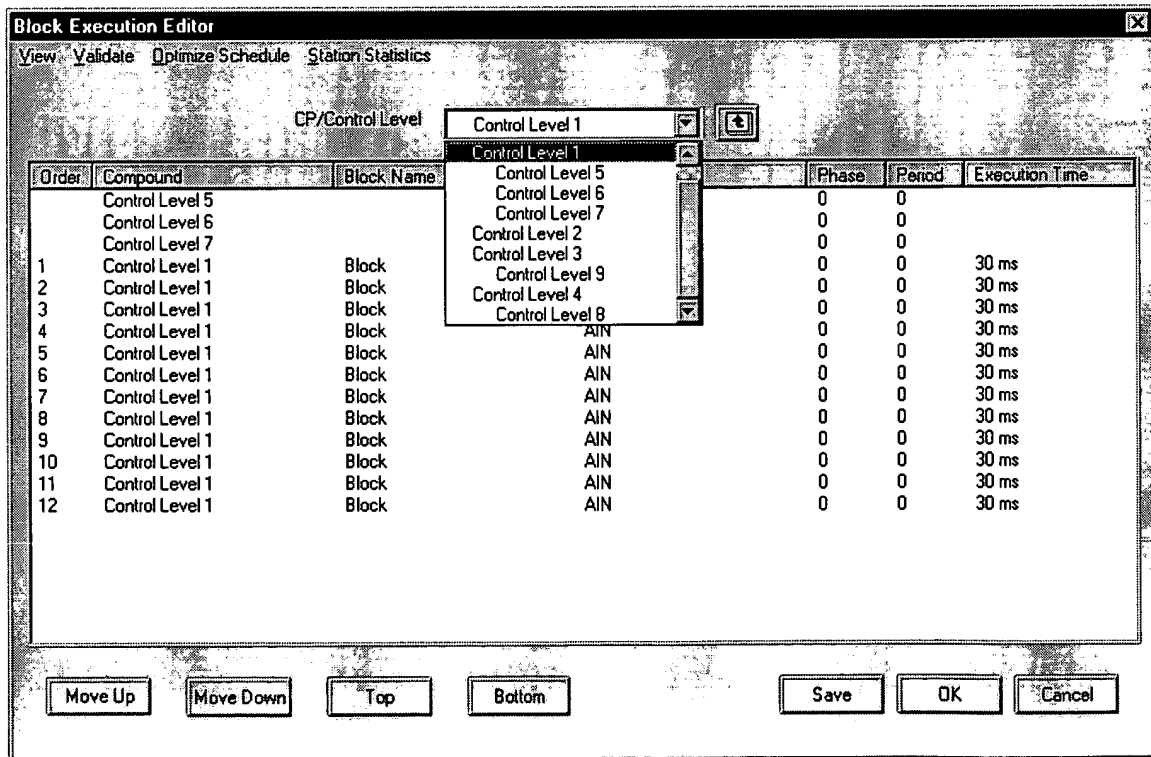 Block Execution Editor
View Validate Optimize Schedule Station Statistics
CP/Control Level Control Level 1
Control Level 1
Control Level 5
Control Level 6
Control Level 7
Control Level 2
Control Level 3
Control Level 9
Control Level 4
Control Level 8
Order Compound Block Name Phase Period Execution Time
Control Level 5 0 0
Control Level 6 0 0
Control Level 7 0 0
1 Control Level 1 Block 0 0 30 ms
2 Control Level 1 Block 0 0 30 ms
3 Control Level 1 Block 0 0 30 ms
4 Control Level 1 Block AIN 0 0 30 ms
5 Control Level 1 Block AIN 0 0 30 ms
6 Control Level 1 Block AIN 0 0 30 ms
7 Control Level 1 Block AIN 0 0 30 ms
8 Control Level 1 Block AIN 0 0 30 ms
9 Control Level 1 Block AIN 0 0 30 ms
10 Control Level 1 Block AIN 0 0 30 ms
11 Control Level 1 Block AIN 0 0 30 ms
12 Control Level 1 Block AIN 0 0 30 ms
Move Up Move Down Top Bottom Save OK Cancel